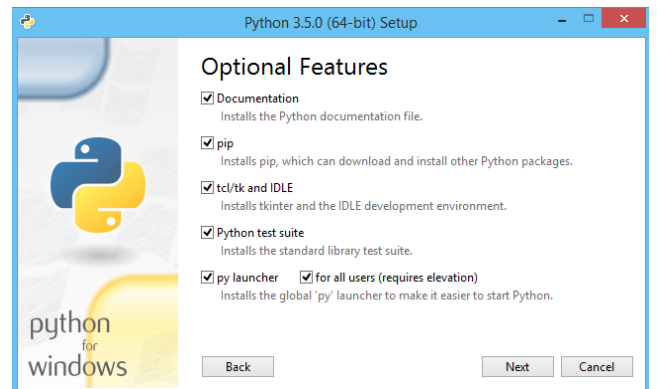 Python 3.5.0 (64-bit) Setup
Optional Features
Documentation
Installs the Python documentation file.
pip
Installs pip, which can download and install other Python packages.
tcl/tk and IDLE
Installs tkinter and the IDLE development environment.
Python test suite
Installs the standard library test suite.
py launcher for all users (requires elevation)
Installs the global 'py' launcher to make it easier to start Python.
python
for
windows
Back Next Cancel